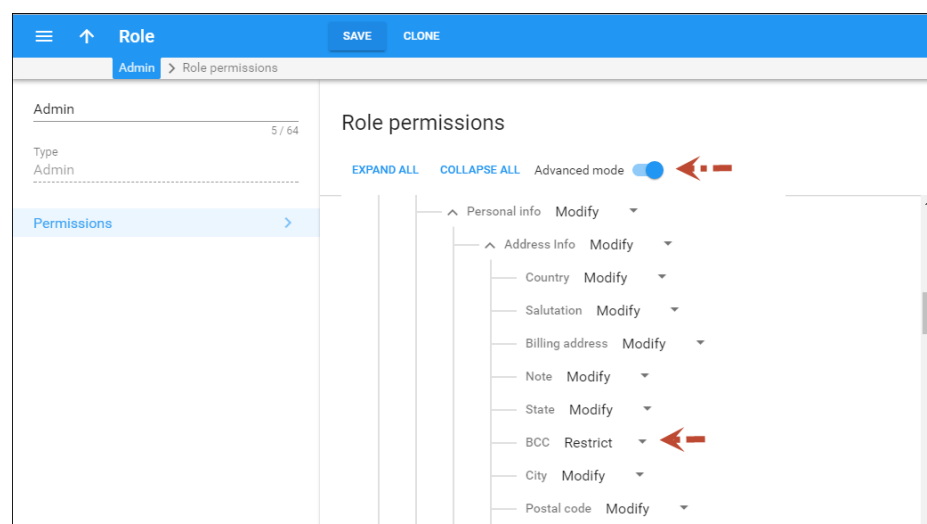 Role SAVE CLONE
Admin Role permissions
Admin
5 / 64
Type
Admin
Permissions
Role permissions
EXPAND ALL COLLAPSE ALL Advanced mode
Personal info Modify
Address Info Modify
Country Modify
Salutation Modify
Billing address Modify
Note Modify
State Modify
BCC Restrict
City Modify
Postal code Modify